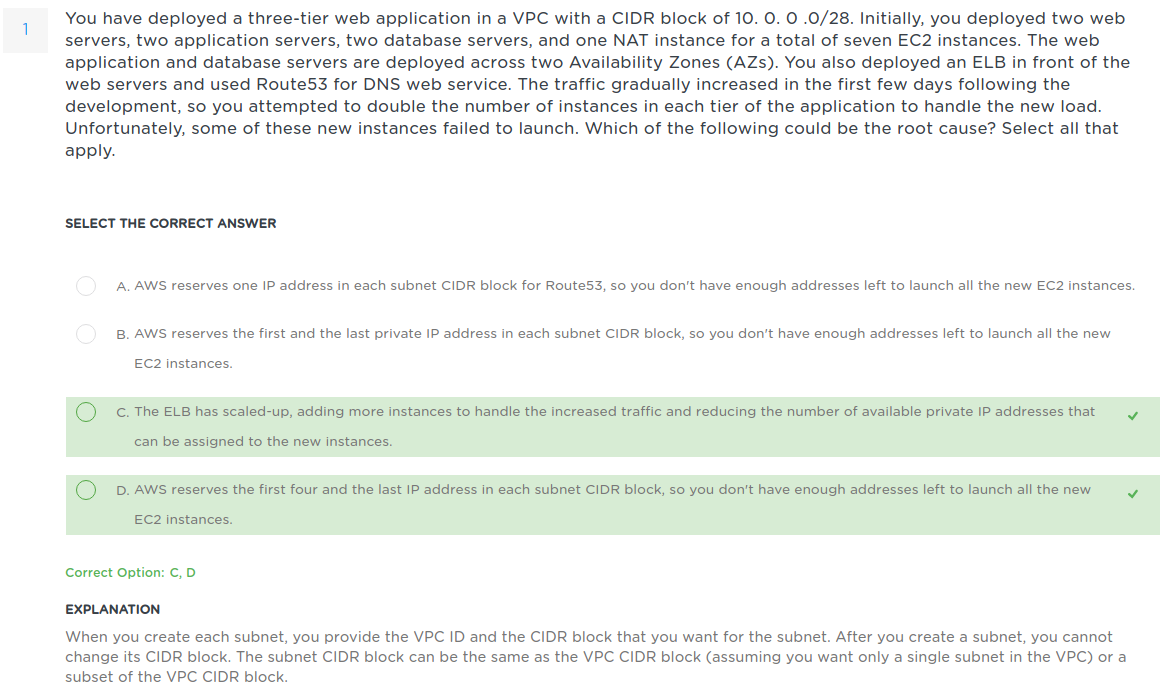 1
You have deployed a three-tier web application in a VPC with a CIDR block of 10. 0. 0 .0/28. Initially, you deployed two web
servers, two application servers, two database servers, and one NAT instance for a total of seven EC2 instances. The web
application and database servers are deployed across two Availability Zones (AZs). You also deployed an ELB in front of the
web servers and used Route53 for DNS web service. The traffic gradually increased in the first few days following the
development, so you attempted to double the number of instances in each tier of the application to handle the new load.
Unfortunately, some of these new instances failed to launch. Which of the following could be the root cause? Select all that
apply.
SELECT THE CORRECT ANSWER
A. AWS reserves one IP address in each subnet CIDR block for Route53, so you don't have enough addresses left to launch all the new EC2 instances.
B. AWS reserves the first and the last private IP address in each subnet CIDR block, so you don't have enough addresses left to launch all the new
EC2 instances.
C. The ELB has scaled-up, adding more instances to handle the increased traffic and reducing the number of available private IP addresses that
can be assigned to the new instances.
D. AWS reserves the first four and the last IP address in each subnet CIDR block, so you don't have enough addresses left to launch all the new
EC2 instances.
Correct Option: C, D
EXPLANATION
When you create each subnet, you provide the VPC ID and the CIDR block that you want for the subnet. After you create a subnet, you cannot
change its CIDR block. The subnet CIDR block can be the same as the VPC CIDR block (assuming you want only a single subnet in the VPC) or a
subset of the VPC CIDR block.